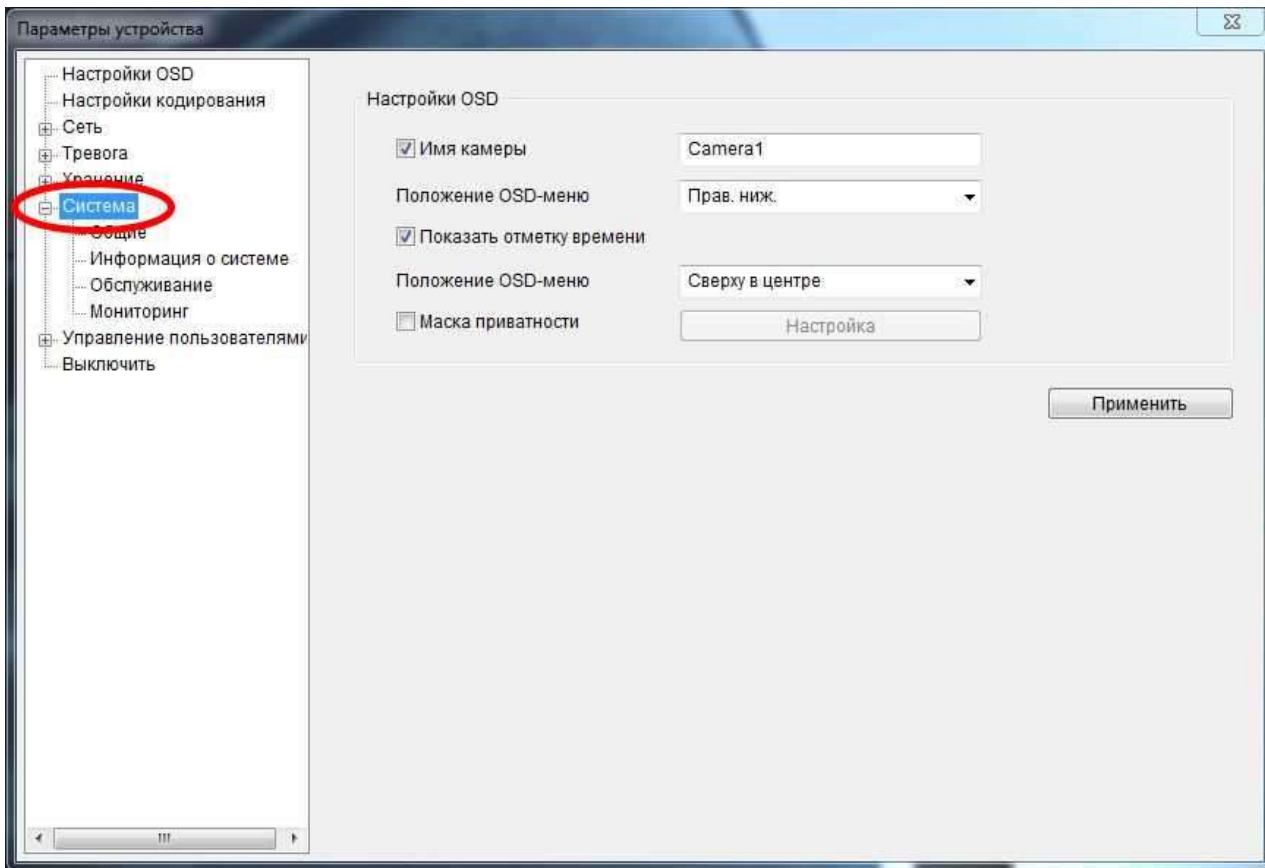 Параметры устройства
Настройки OSD
Настройки кодирования
Сеть
Тревога
Хранение
Система
Общие
Информация о системе
Обслуживание
Мониторинг
Управление пользователями
Выключить
Настройки OSD
Имя камеры Camera1
Положение OSD-меню Прав. ниж.
Показать отметку времени
Положение OSD-меню Сверху в центре
Маска приватности Настройка
Применить